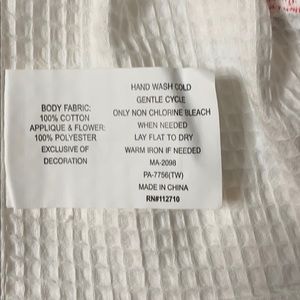 BODY FABRIC:
100% COTTON
APPLIQUE & FLOWER:
100% POLYESTER
EXCLUSIVE OF
DECORATION
HAND WASH COLD
GENTLE CYCLE
ONLY NON CHLORINE BLEACH
WHEN NEEDED
LAY FLAT TO DRY
WARM IRON IF NEEDED
MA-2098
PA-7756(TW)
MADE IN CHINA
RN#112710